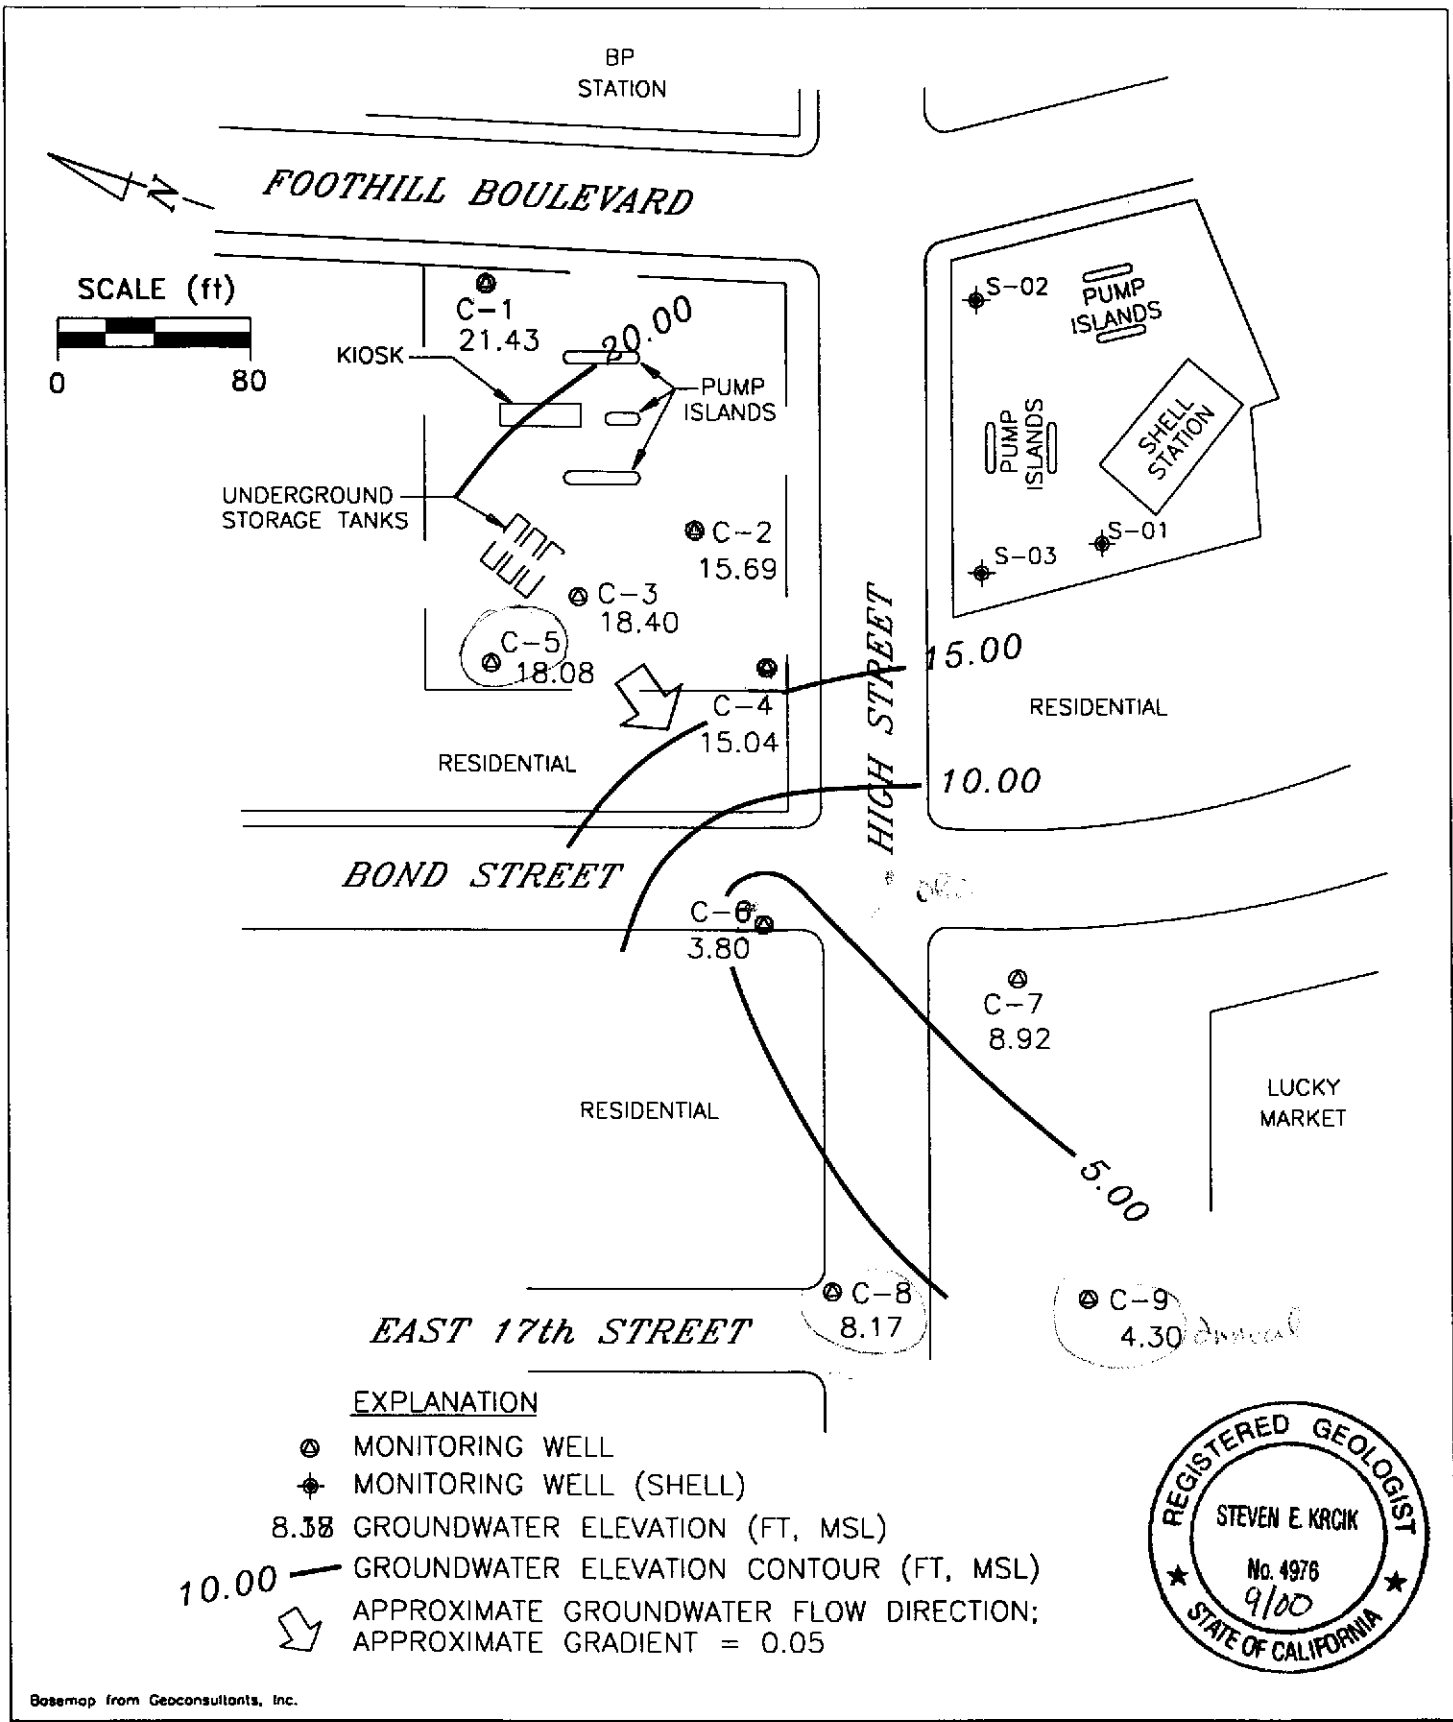 BP
STATION
N
FOOTHILL BOULEVARD
SCALE (ft)
0 80
C-1
21.43
20.00
KIOSK
PUMP
ISLANDS
UNDERGROUND
STORAGE TANKS
C-2
15.69
C-3
18.40
C-5
18.08
S-02
PUMP
ISLANDS
PUMP
ISLANDS
SHELL
STATION
S-01
S-03
HIGH STREET
15.00
RESIDENTIAL
C-4
15.04
RESIDENTIAL
10.00
BOND STREET
C-6
3.80
C-7
8.92
RESIDENTIAL
LUCKY
MARKET
5.00
C-8
8.17
C-9
4.30
EAST 17th STREET
EXPLANATION
MONITORING WELL
MONITORING WELL (SHELL)
GROUNDWATER ELEVATION (FT, MSL)
10.00 GROUNDWATER ELEVATION CONTOUR (FT, MSL)
APPROXIMATE GROUNDWATER FLOW DIRECTION;
APPROXIMATE GRADIENT = 0.05
REGISTERED GEOLOGIST
STEVEN E. KRCIK
No. 4976
9/00
STATE OF CALIFORNIA
Basemap from Geoconsultants, Inc.